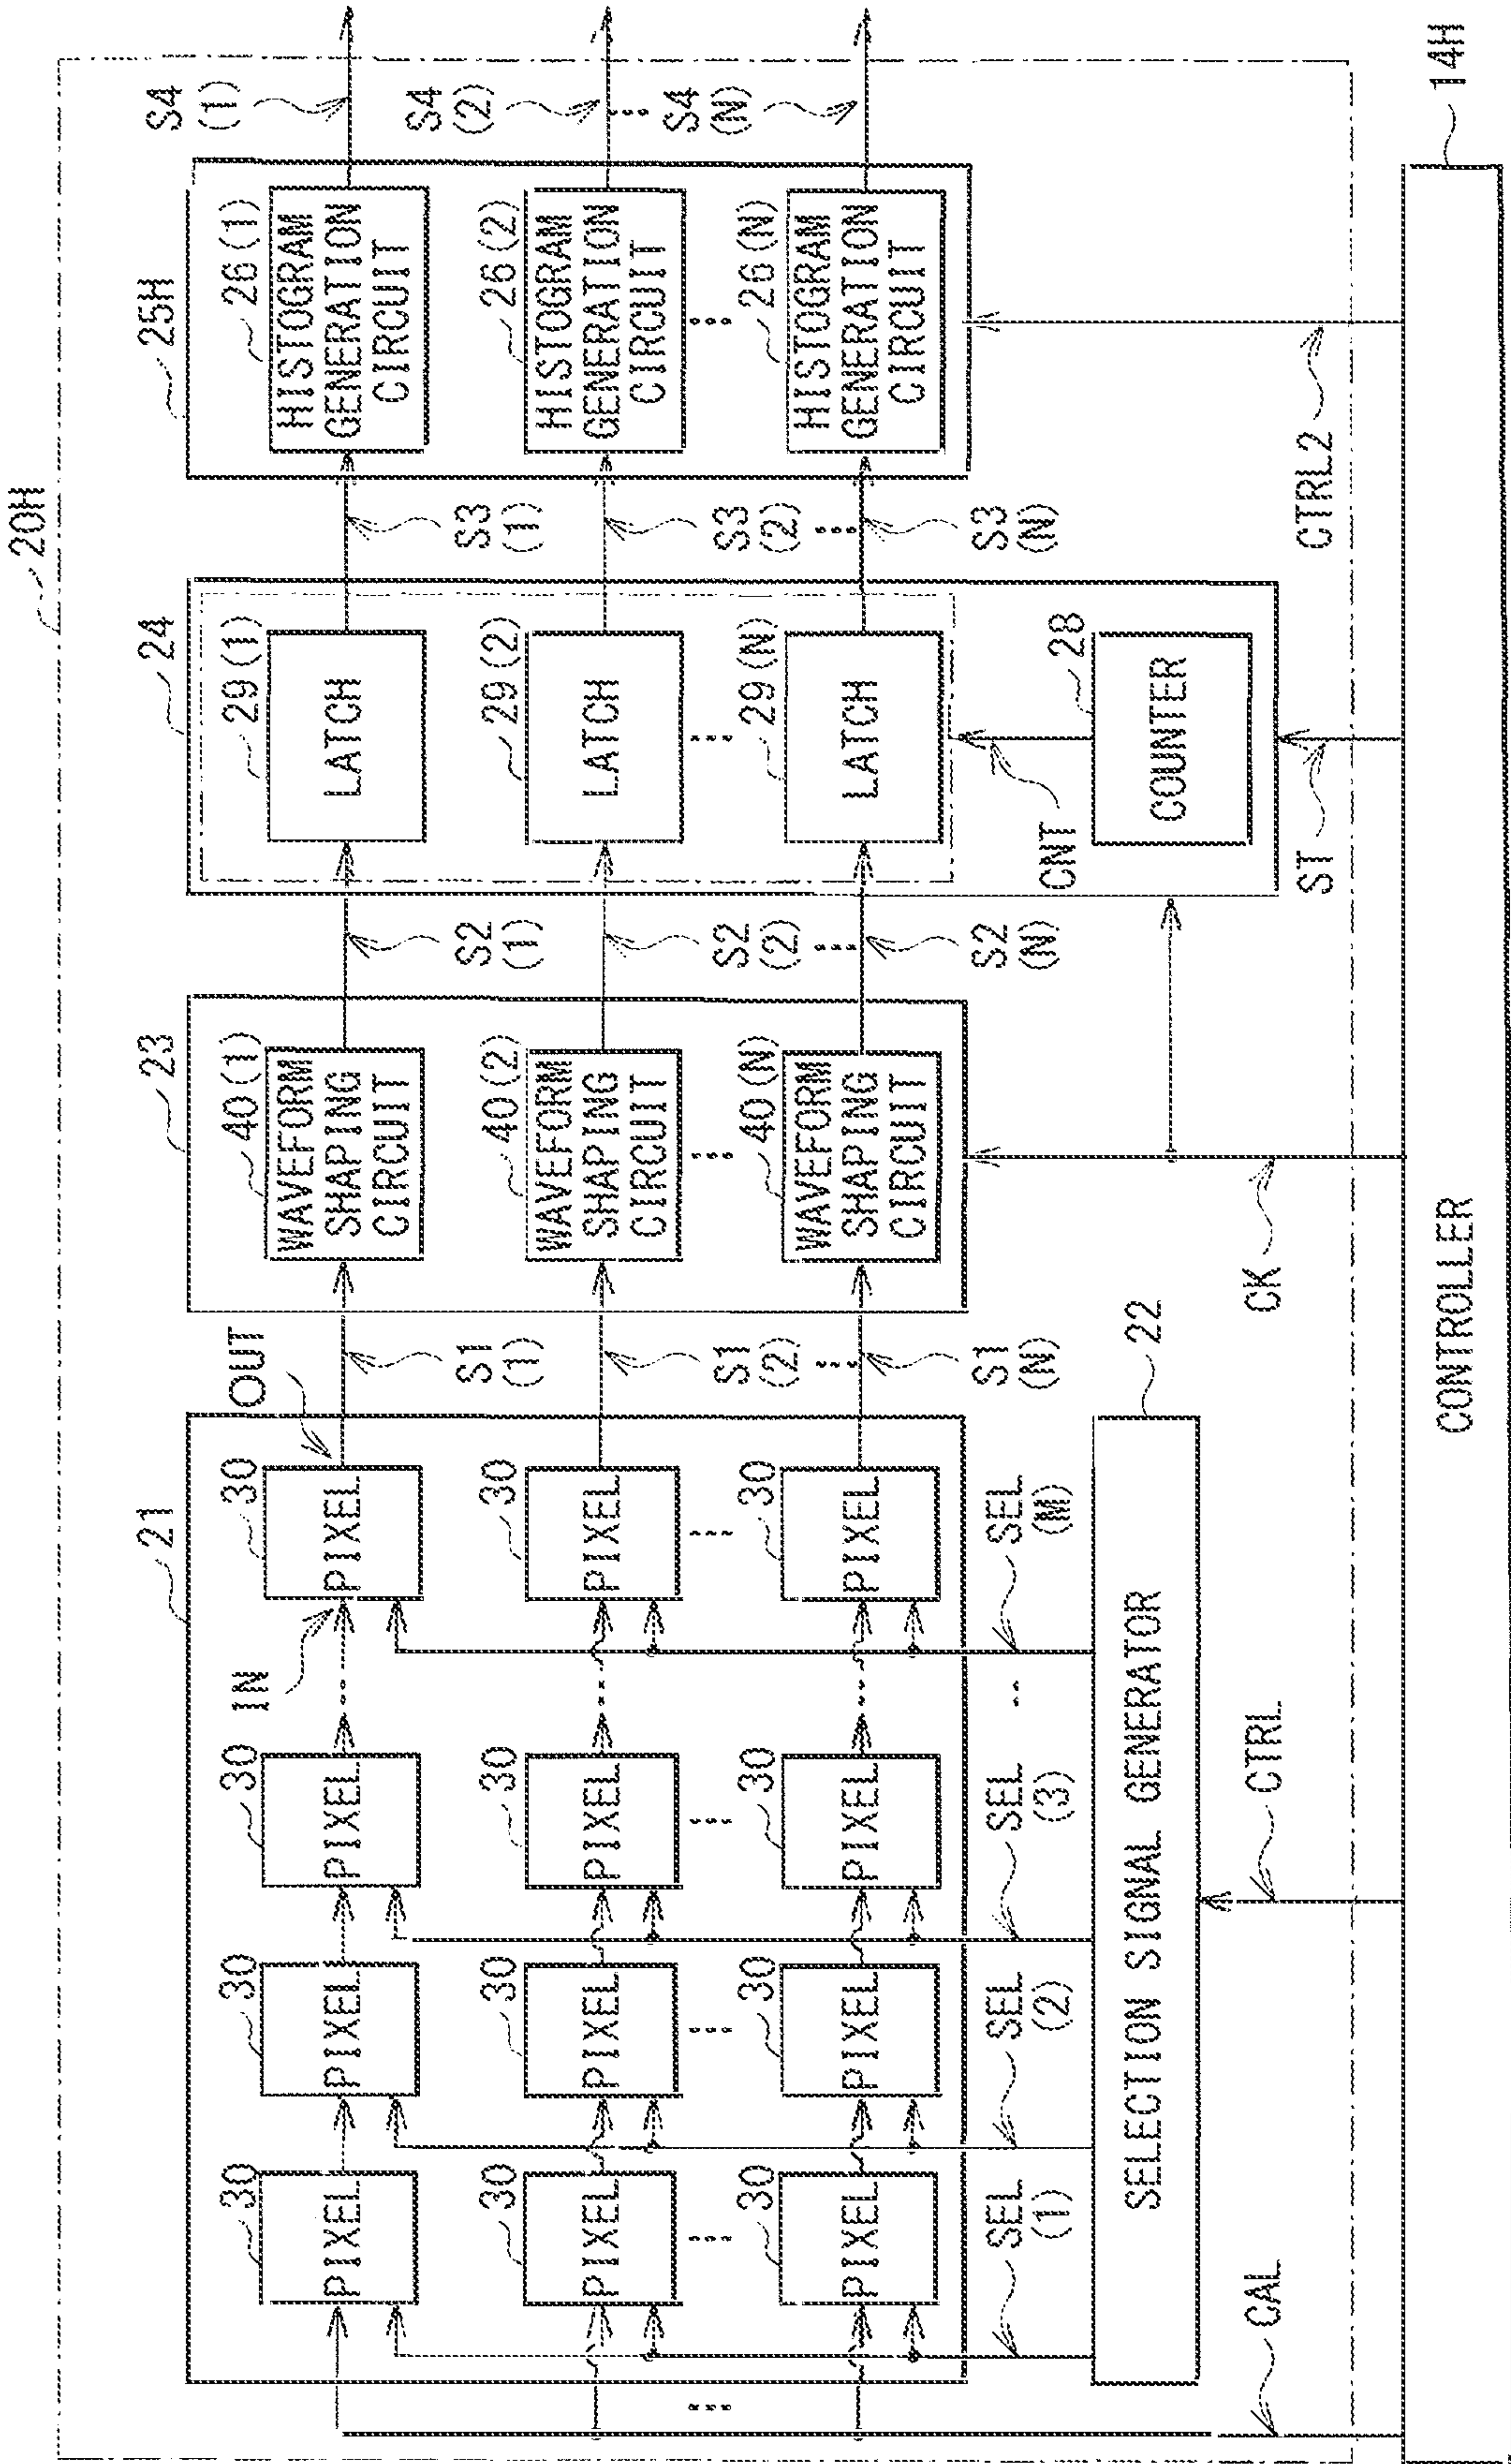 20H
21
30
PIXEL
30
PIXEL
30
PIXEL
30
PIXEL
IN
OUT
30
PIXEL
30
PIXEL
30
PIXEL
30
PIXEL
30
PIXEL
30
PIXEL
30
PIXEL
30
PIXEL
SEL
(1)
SEL
(2)
SEL
(3)
SEL
(M)
22
SELECTION SIGNAL GENERATOR
S1
(1)
S1
(2)
S1
(N)
23
40(1)
WAVEFORM
SHAPING
CIRCUIT
40(2)
WAVEFORM
SHAPING
CIRCUIT
40(N)
WAVEFORM
SHAPING
CIRCUIT
S2
(1)
S2
(2)
S2
(N)
24
29(1)
LATCH
29(2)
LATCH
29(N)
LATCH
CNT
28
COUNTER
S3
(1)
S3
(2)
S3
(N)
25H
26(1)
HISTOGRAM
GENERATION
CIRCUIT
26(2)
HISTOGRAM
GENERATION
CIRCUIT
26(N)
HISTOGRAM
GENERATION
CIRCUIT
S4
(1)
S4
(2)
S4
(N)
CAL
CTRL
CK
ST
CTRL2
CONTROLLER
14H